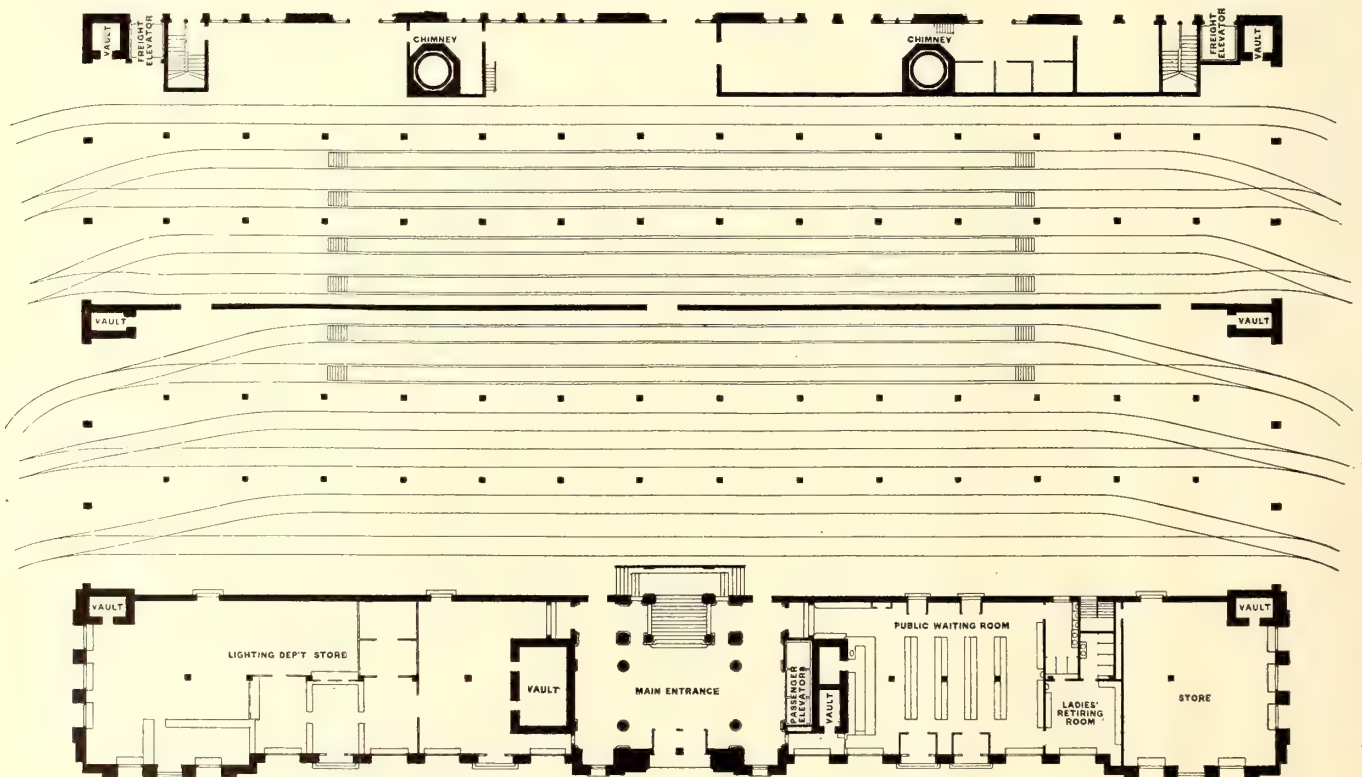 VAULT
FREIGHT
ELEVATOR
CHIMNEY
CHIMNEY
FREIGHT
ELEVATOR
VAULT
VAULT
VAULT
VAULT
LIGHTING DEP'T STORE
VAULT
MAIN ENTRANCE
PASSENGER
ELEVATORS
VAULT
PUBLIC WAITING ROOM
LADIES'
RETIRING
ROOM
STORE
VAULT